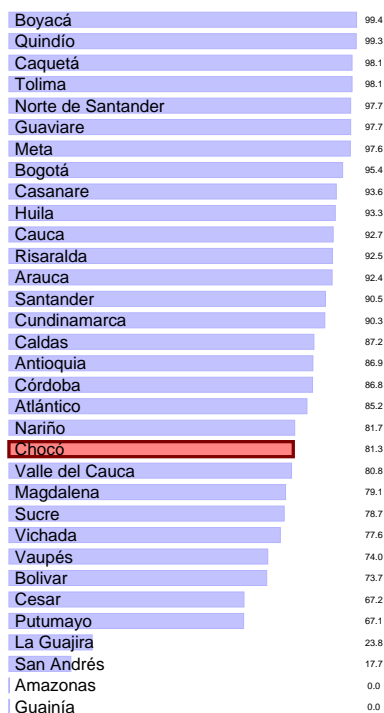 Boyacá 99.4
Quindío 99.3
Caquetá 98.1
Tolima 98.1
Norte de Santander 97.7
Guaviare 97.7
Meta 97.6
Bogotá 95.4
Casanare 93.6
Huila 93.3
Cauca 92.7
Risaralda 92.5
Arauca 92.4
Santander 90.5
Cundinamarca 90.3
Caldas 87.2
Antioquia 86.9
Córdoba 86.8
Atlántico 85.2
Nariño 81.7
Chocó 81.3
Valle del Cauca 80.8
Magdalena 79.1
Sucre 78.7
Vichada 77.6
Vaupés 74.0
Bolivar 73.7
Cesar 67.2
Putumayo 67.1
La Guajira 23.8
San Andrés 17.7
Amazonas 0.0
Guainía 0.0